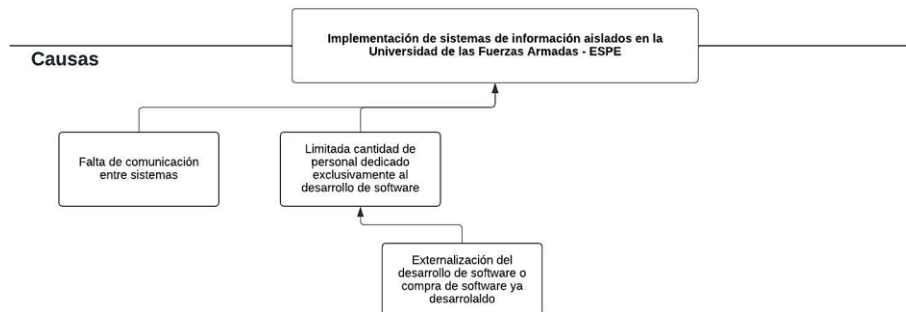 Implementación de sistemas de información aislados en la
Universidad de las Fuerzas Armadas - ESPE
Causas
Falta de comunicación
entre sistemas
Limitada cantidad de
personal dedicado
exclusivamente al
desarrollo de software
Externalización del
desarrollo de software o
compra de software ya
desarrolaldo